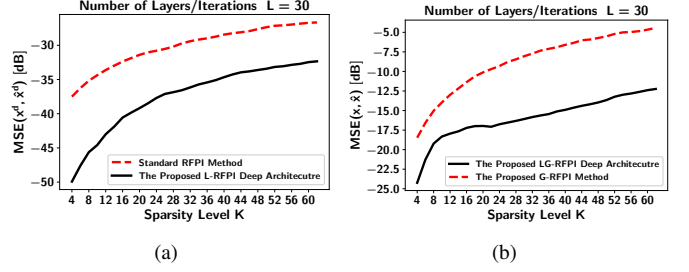 Number of Layers/Iterations L = 30
MSE(x^d, x̂^d) [dB]
−30
−35
−40
−45
−50
Standard RFPI Method
The Proposed L-RFPI Deep Architecutre
4 8 12 16 20 24 28 32 36 40 44 48 52 56 60
Sparsity Level K
(a)
Number of Layers/Iterations L = 30
MSE(x, x̂) [dB]
−5.0
−7.5
−10.0
−12.5
−15.0
−17.5
−20.0
−22.5
−25.0
The Proposed LG-RFPI Deep Architecutre
The Proposed G-RFPI Method
4 8 12 16 20 24 28 32 36 40 44 48 52 56 60
Sparsity Level K
(b)